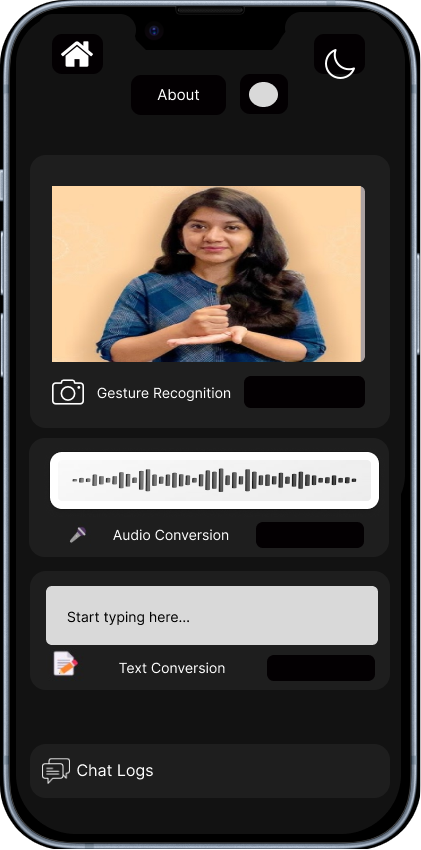 About
Gesture Recognition
Audio Conversion
Start typing here...
Text Conversion
Chat Logs